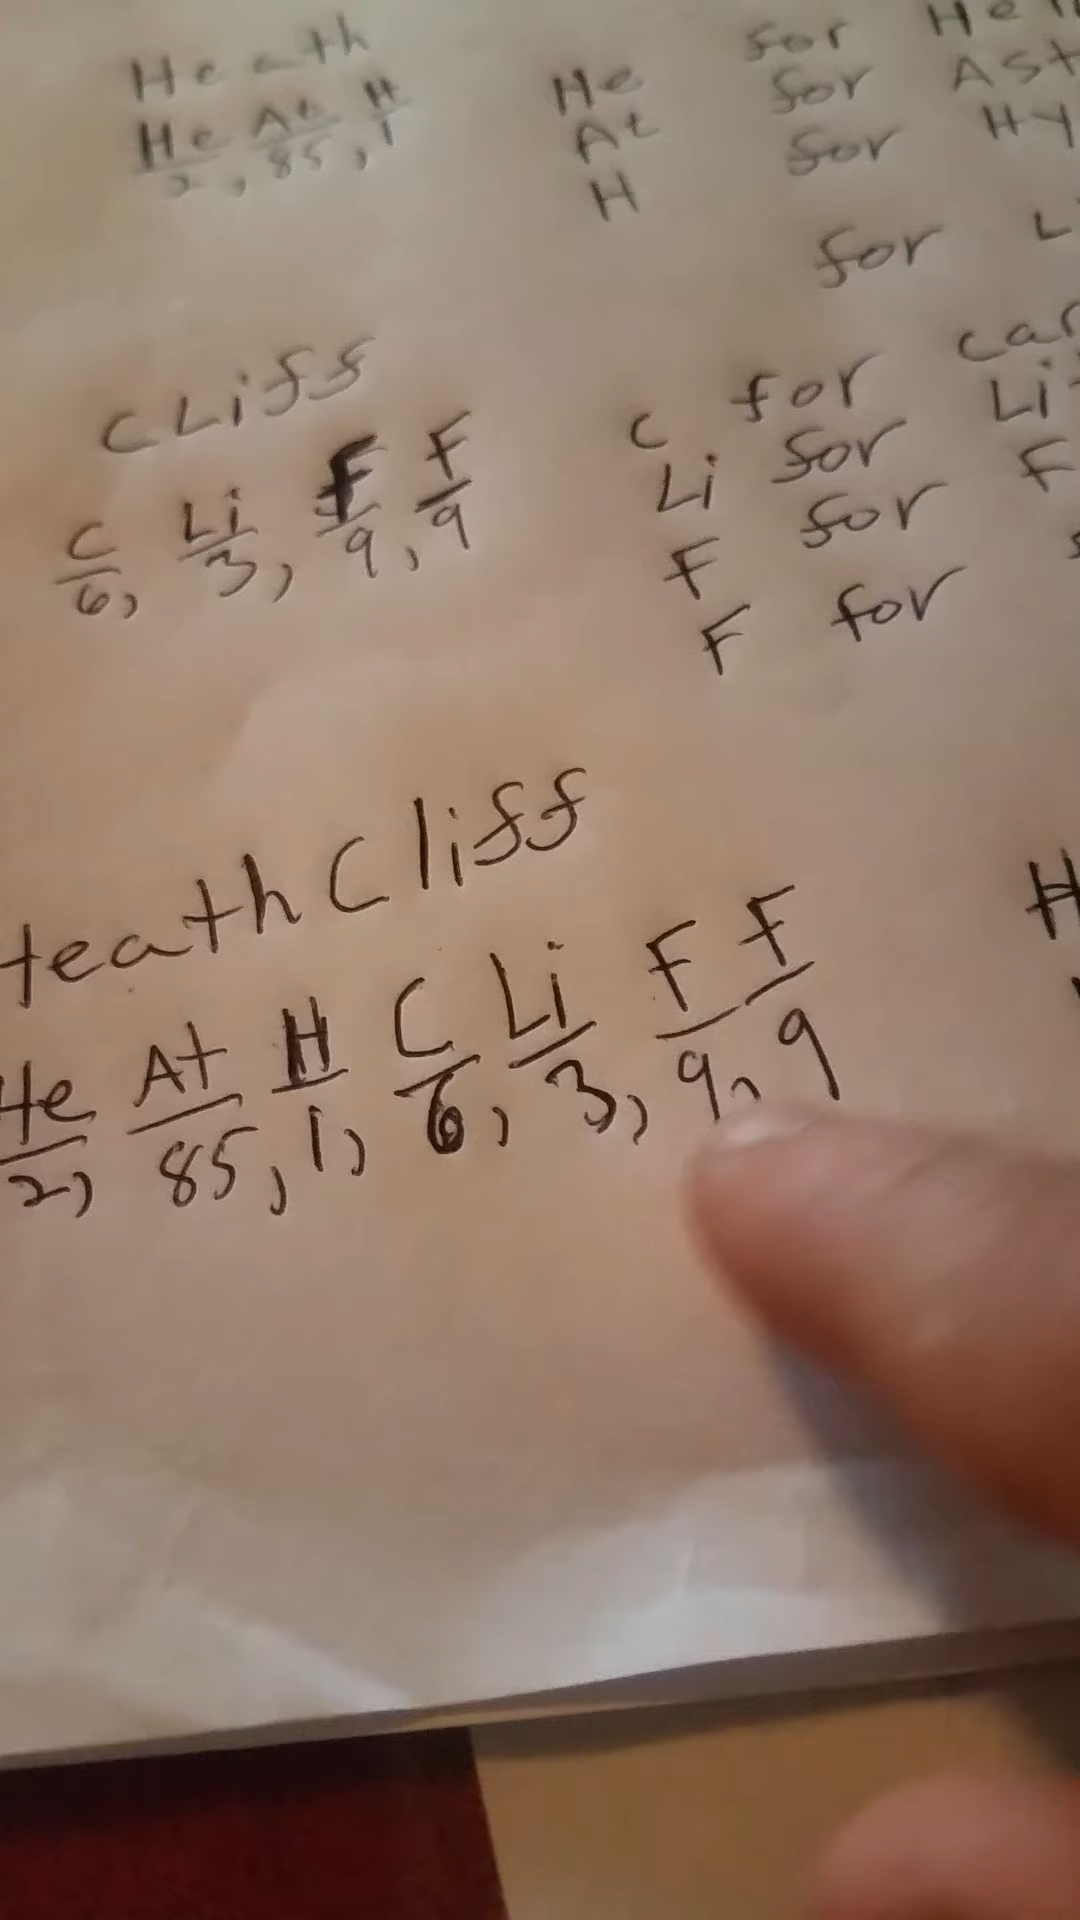 Heath
He At H
2, 85, 1
He for Hel
At for Ast
H for Hy
for L
CLiff
C Li F F
6, 3, 9, 9
C for car
Li for Li
F for F
F for
HeathCliff
He At H C Li F F
2, 85, 1, 6, 3, 9, 9
H